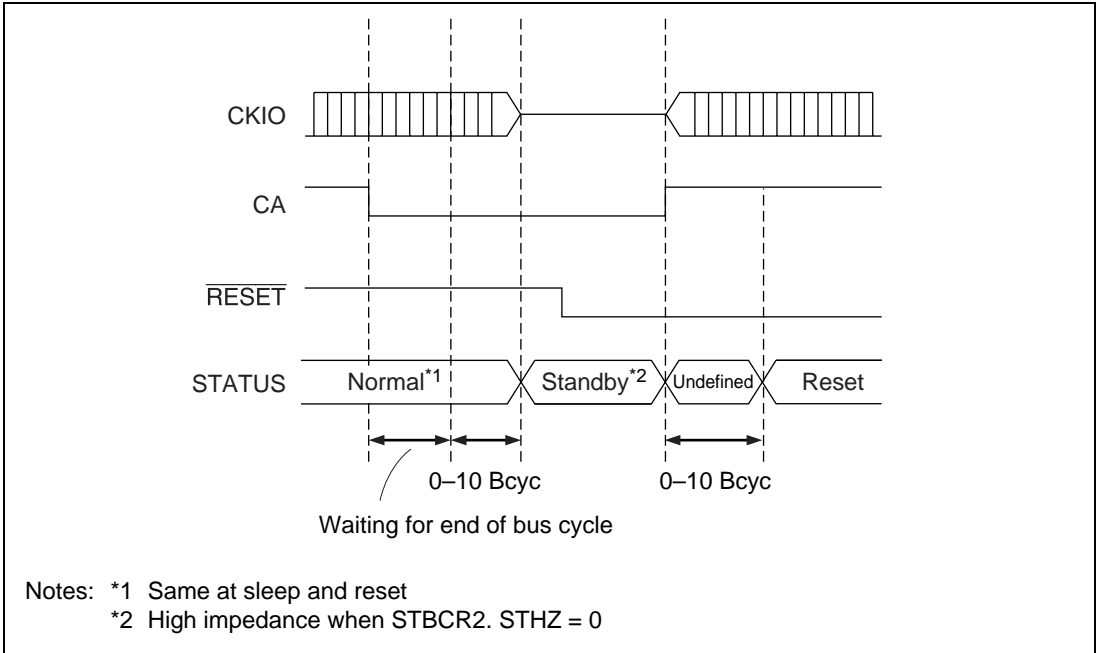 CKIO
CA
RESET
STATUS Normal*1 Standby*2 Undefined Reset
0–10 Bcyc 0–10 Bcyc
Waiting for end of bus cycle
Notes: *1 Same at sleep and reset
*2 High impedance when STBCR2. STHZ = 0